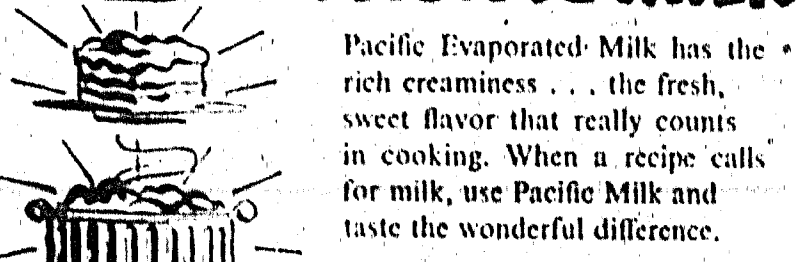 Pacific Evaporated Milk has the
rich creaminess . . . the fresh,
sweet flavor that really counts
in cooking. When a recipe calls
for milk, use Pacific Milk and
taste the wonderful difference.